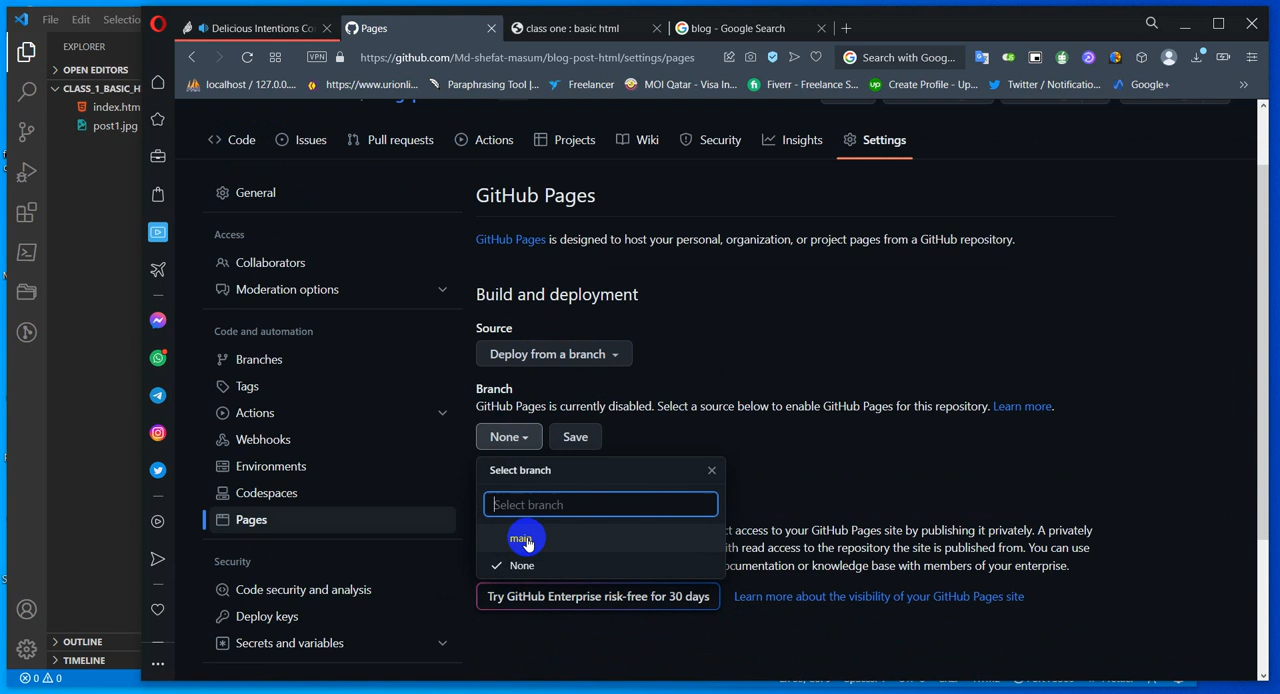 File Edit Selectio
EXPLORER
OPEN EDITORS
CLASS_1_BASIC_H
index.htm
post1.jpg
OUTLINE
TIMELINE
0 0
Delicious Intentions Co
Pages
class one : basic html
blog - Google Search
VPN
https://github.com/Md-shefat-masum/blog-post-html/settings/pages
Search with Goog...
localhost / 127.0.0....
https://www.urionli...
Paraphrasing Tool |...
Freelancer
MOI Qatar - Visa In...
Fiverr - Freelance S...
Create Profile - Up...
Twitter / Notificatio...
Google+
Code
Issues
Pull requests
Actions
Projects
Wiki
Security
Insights
Settings
General
Access
Collaborators
Moderation options
Code and automation
Branches
Tags
Actions
Webhooks
Environments
Codespaces
Pages
Security
Code security and analysis
Deploy keys
Secrets and variables
GitHub Pages
GitHub Pages is designed to host your personal, organization, or project pages from a GitHub repository.
Build and deployment
Source
Deploy from a branch
Branch
GitHub Pages is currently disabled. Select a source below to enable GitHub Pages for this repository. Learn more.
None
Save
Select branch
Select branch
main
None
ct access to your GitHub Pages site by publishing it privately. A privately
ith read access to the repository the site is published from. You can use
ocumentation or knowledge base with members of your enterprise.
Try GitHub Enterprise risk-free for 30 days
Learn more about the visibility of your GitHub Pages site